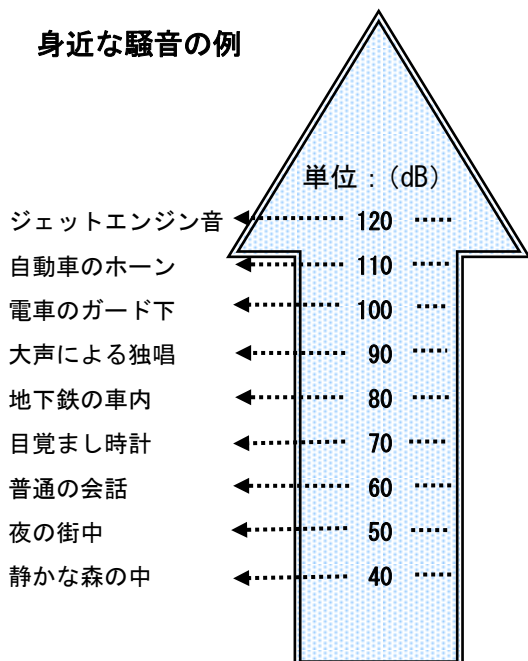 身近な騒音の例
単位：(dB)
ジェットエンジン音 120
自動車のホーン 110
電車のガード下 100
大声による独唱 90
地下鉄の車内 80
目覚まし時計 70
普通の会話 60
夜の街中 50
静かな森の中 40